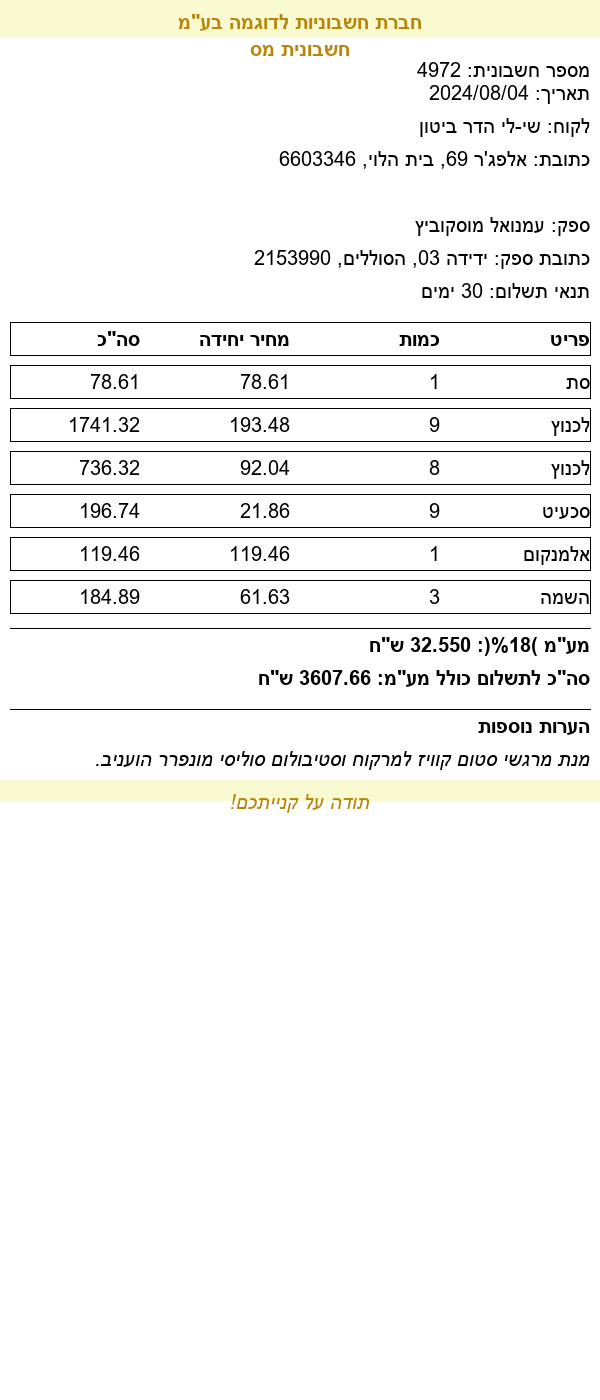 חברת חשבוניות לדוגמה בע"מ
חשבונית מס
מספר חשבונית: 4972
תאריך: 2024/08/04
לקוח: שי-לי הדר ביטון
כתובת: אלפג'ר 69, בית הלוי, 6603346
ספק: עמנואל מוסקוביץ
כתובת ספק: ידידה 03, הסוללים, 2153990
תנאי תשלום: 30 ימים
פריט כמות מחיר יחידה סה"כ
סת 1 78.61 78.61
לכנוץ 9 193.48 1741.32
לכנוץ 8 92.04 736.32
סכעיט 9 21.86 196.74
אלמנקום 1 119.46 119.46
השמה 3 61.63 184.89
מע"מ )18%(: 32.550 ש"ח
סה"כ לתשלום כולל מע"מ: 3607.66 ש"ח
הערות נוספות
מנת מרגשי סטום קוויז למרקוח וסטיבולום סוליסי מונפרר הועניב.
תודה על קנייתכם!